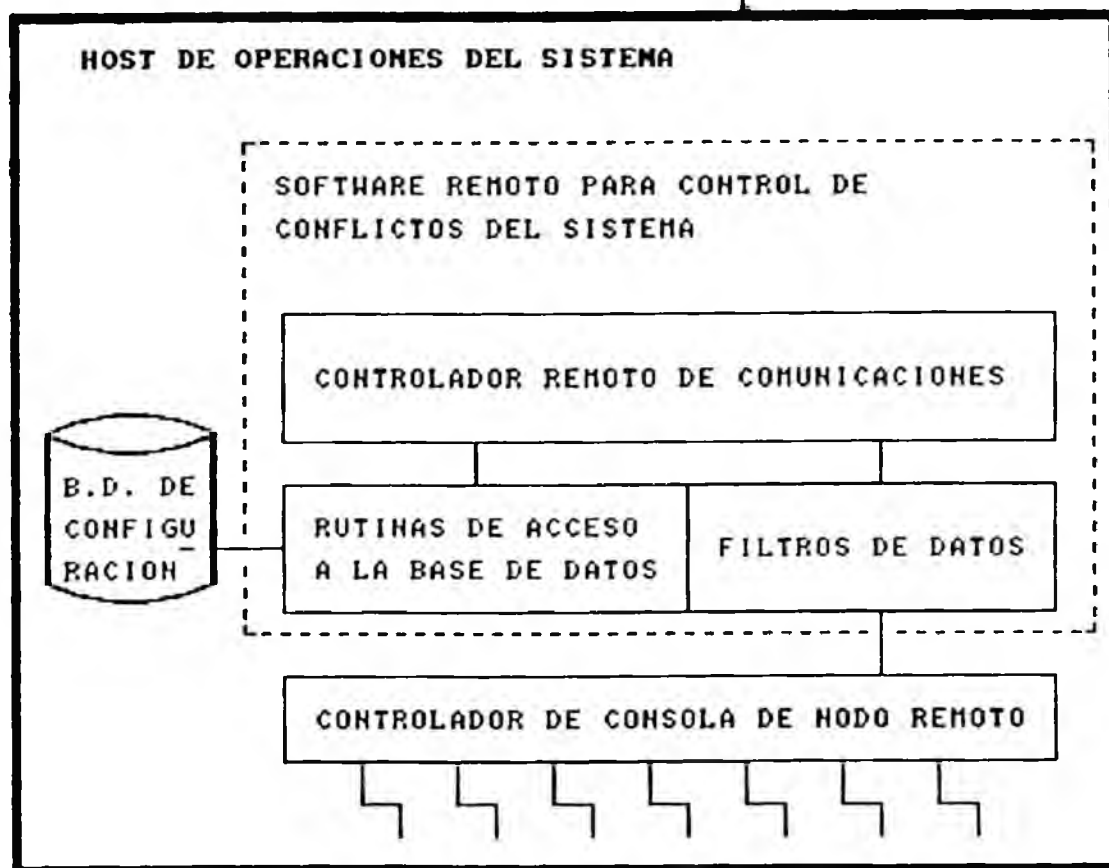 HOST DE OPERACIONES DEL SISTEMA
SOFTWARE REMOTO PARA CONTROL DE
CONFLICTOS DEL SISTEMA
CONTROLADOR REMOTO DE COMUNICACIONES
B.D. DE
CONFIGU
RACION
RUTINAS DE ACCESO
A LA BASE DE DATOS
FILTROS DE DATOS
CONTROLADOR DE CONSOLA DE NODO REMOTO